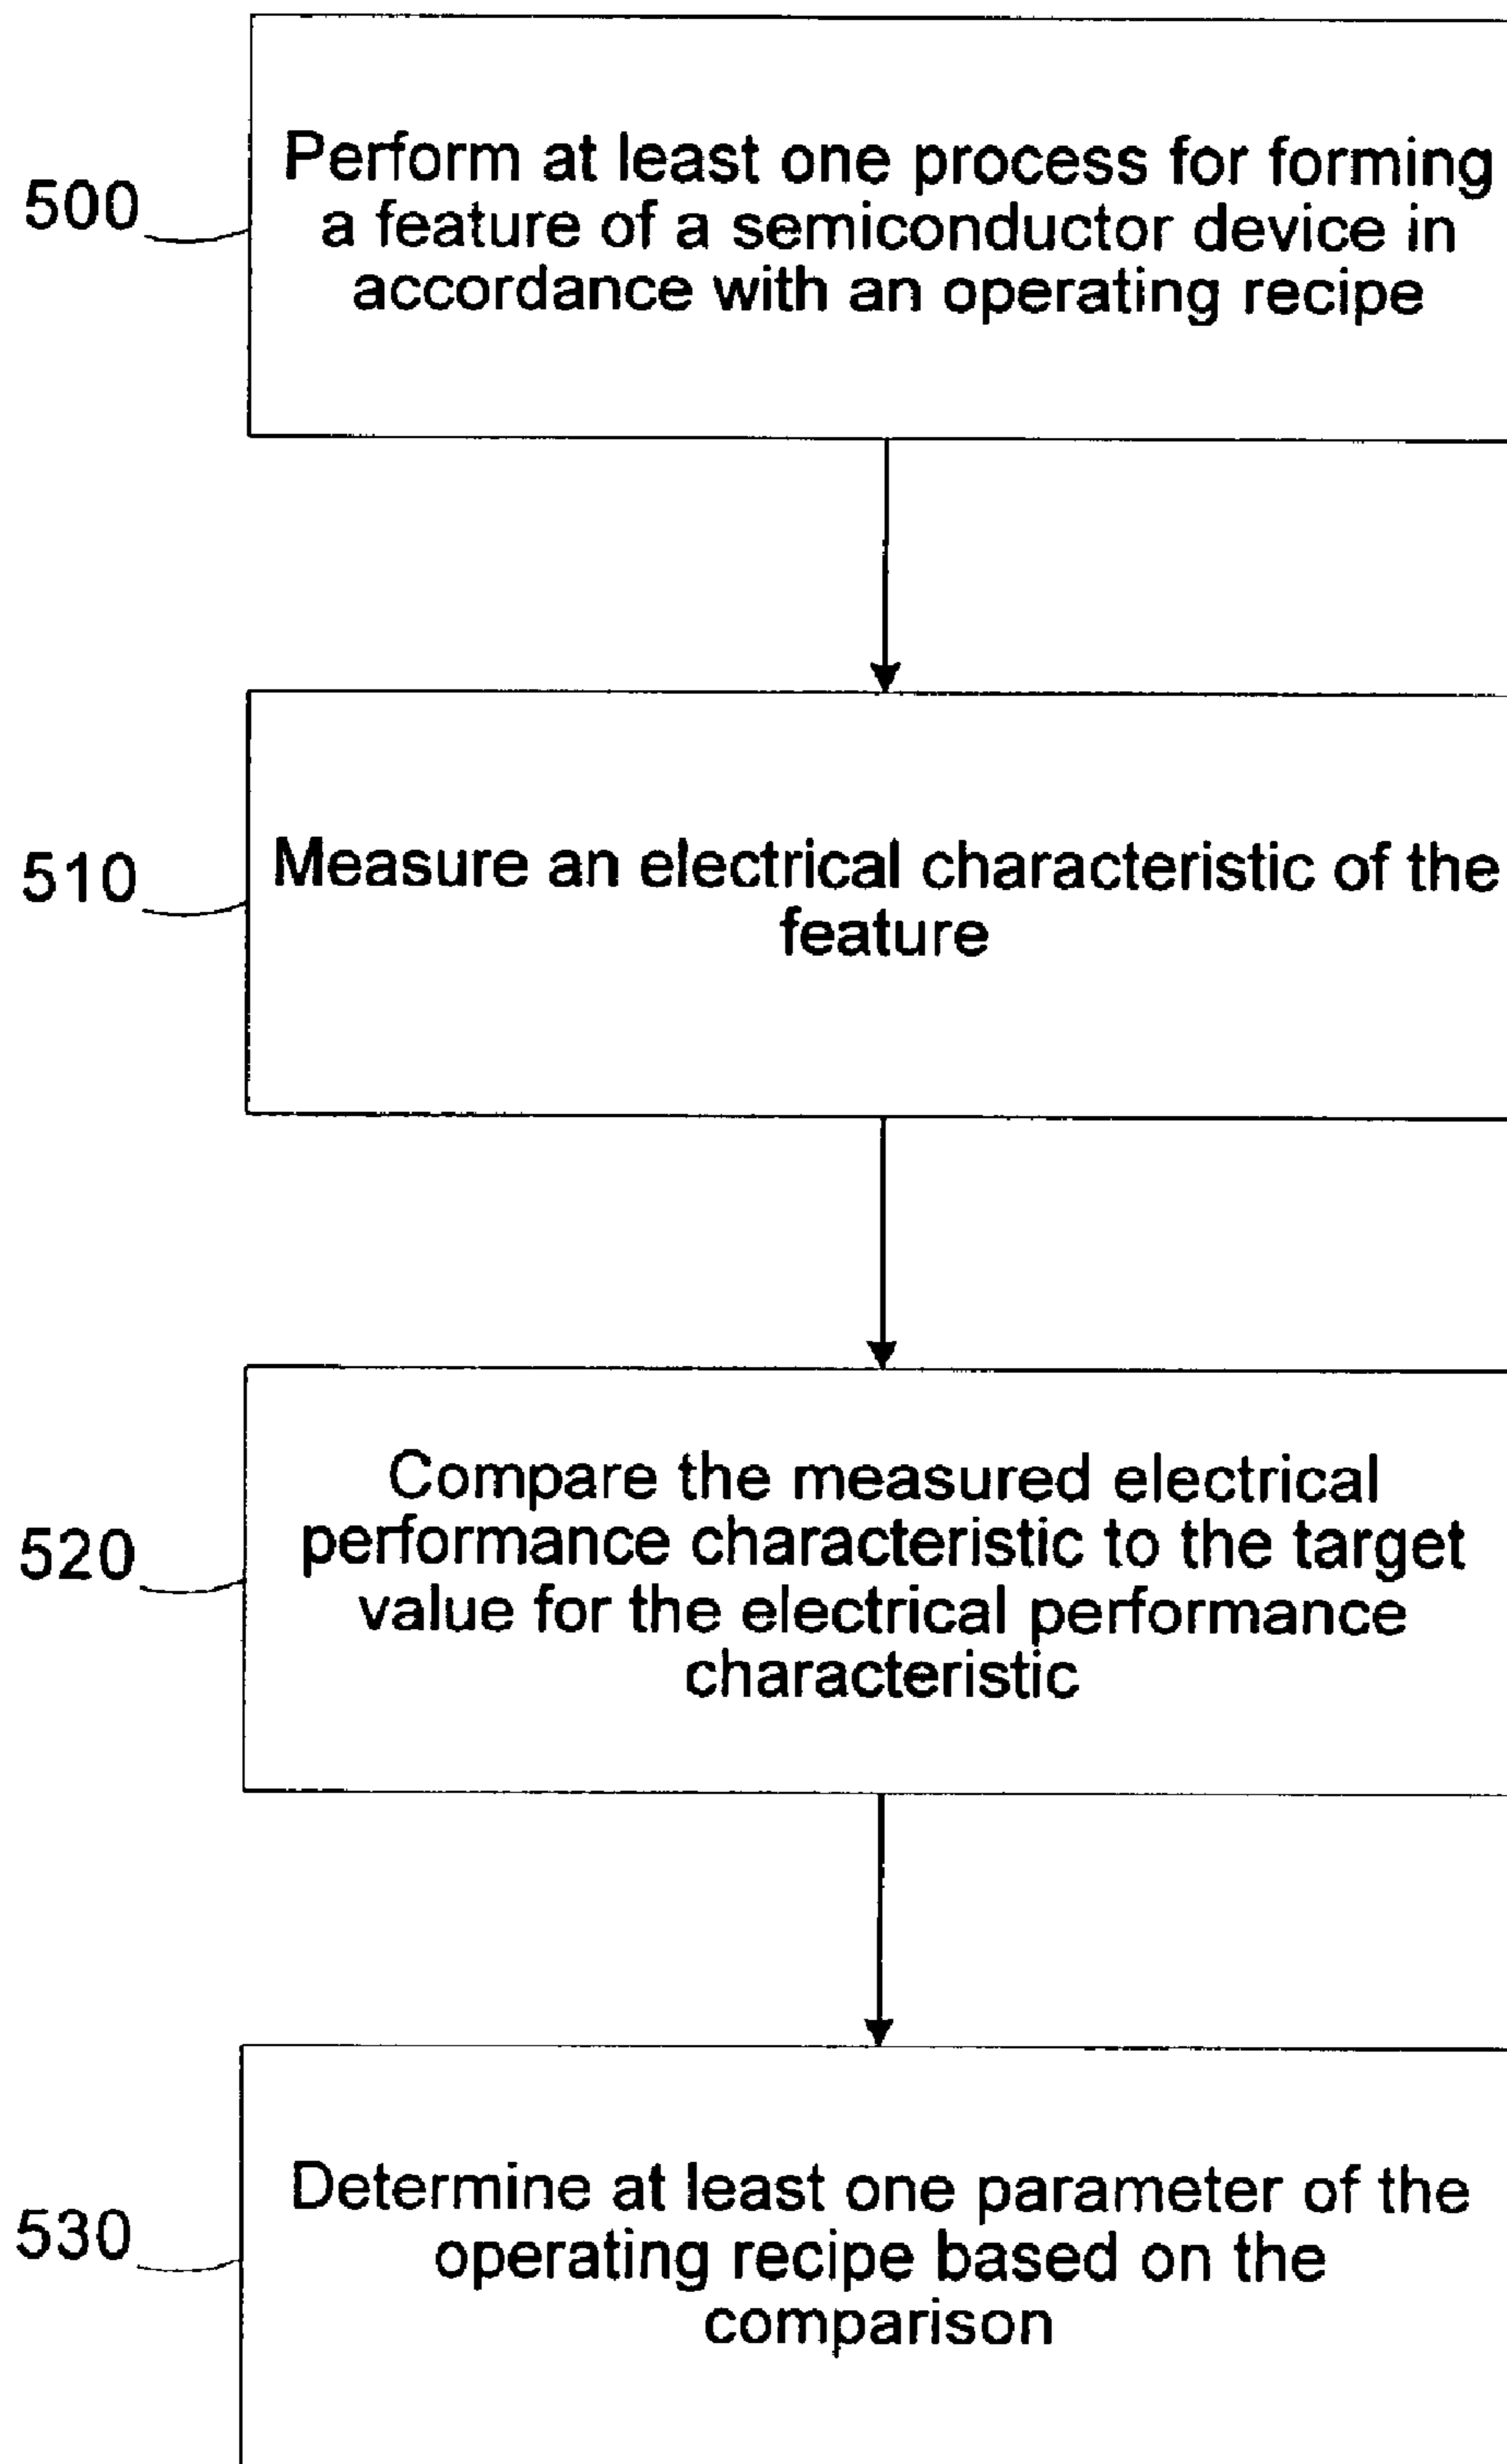 500
Perform at least one process for forming
a feature of a semiconductor device in
accordance with an operating recipe
510
Measure an electrical characteristic of the
feature
520
Compare the measured electrical
performance characteristic to the target
value for the electrical performance
characteristic
530
Determine at least one parameter of the
operating recipe based on the
comparison